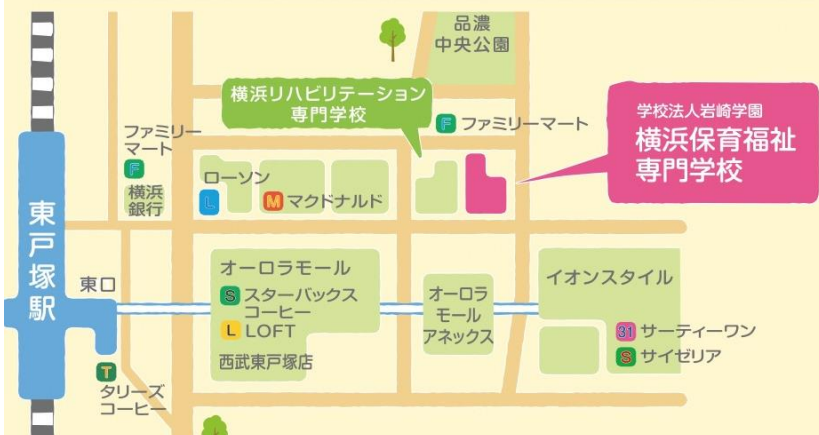 品濃
中央公園
横浜リハビリテーション
専門学校
F ファミリーマート
学校法人岩崎学園
横浜保育福祉
専門学校
ファミリー
マート
F
横浜
銀行
ローソン
L
M マクドナルド
東戸塚駅
東口
オーロラモール
S スターバックス
コーヒー
L LOFT
西武東戸塚店
オーロラ
モール
アネックス
イオンスタイル
31 サーティーワン
S サイゼリア
T
タリーズ
コーヒー